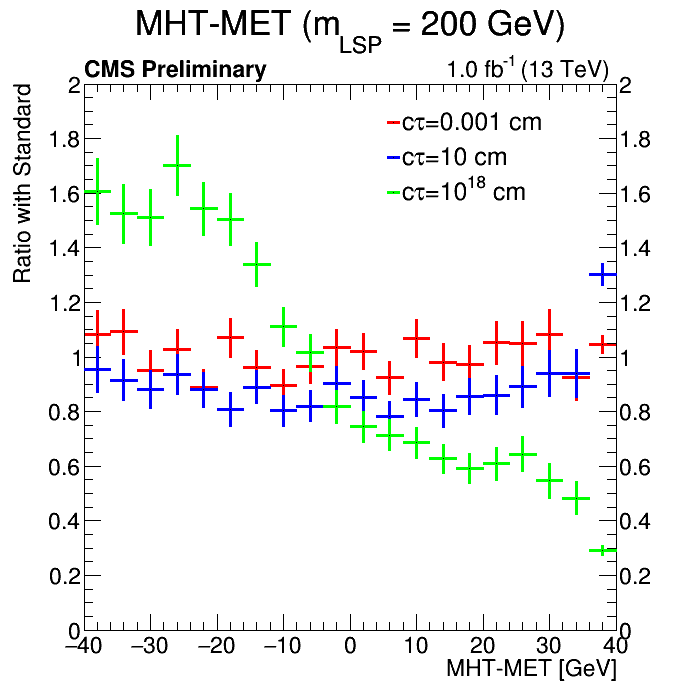 MHT-MET (m_LSP = 200 GeV)
CMS Preliminary 1.0 fb⁻¹ (13 TeV)
Ratio with Standard
cτ=0.001 cm
cτ=10 cm
cτ=10¹⁸ cm
2 2
1.8 1.8
1.6 1.6
1.4 1.4
1.2 1.2
1 1
0.8 0.8
0.6 0.6
0.4 0.4
0.2 0.2
0 0
−40 −30 −20 −10 0 10 20 30 40
MHT-MET [GeV]